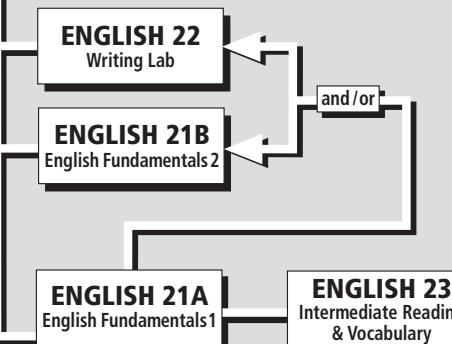 ENGLISH 22
Writing Lab
and/or
ENGLISH 21B
English Fundamentals 2
ENGLISH 21A
English Fundamentals 1
ENGLISH 23
Intermediate Readin
& Vocabulary